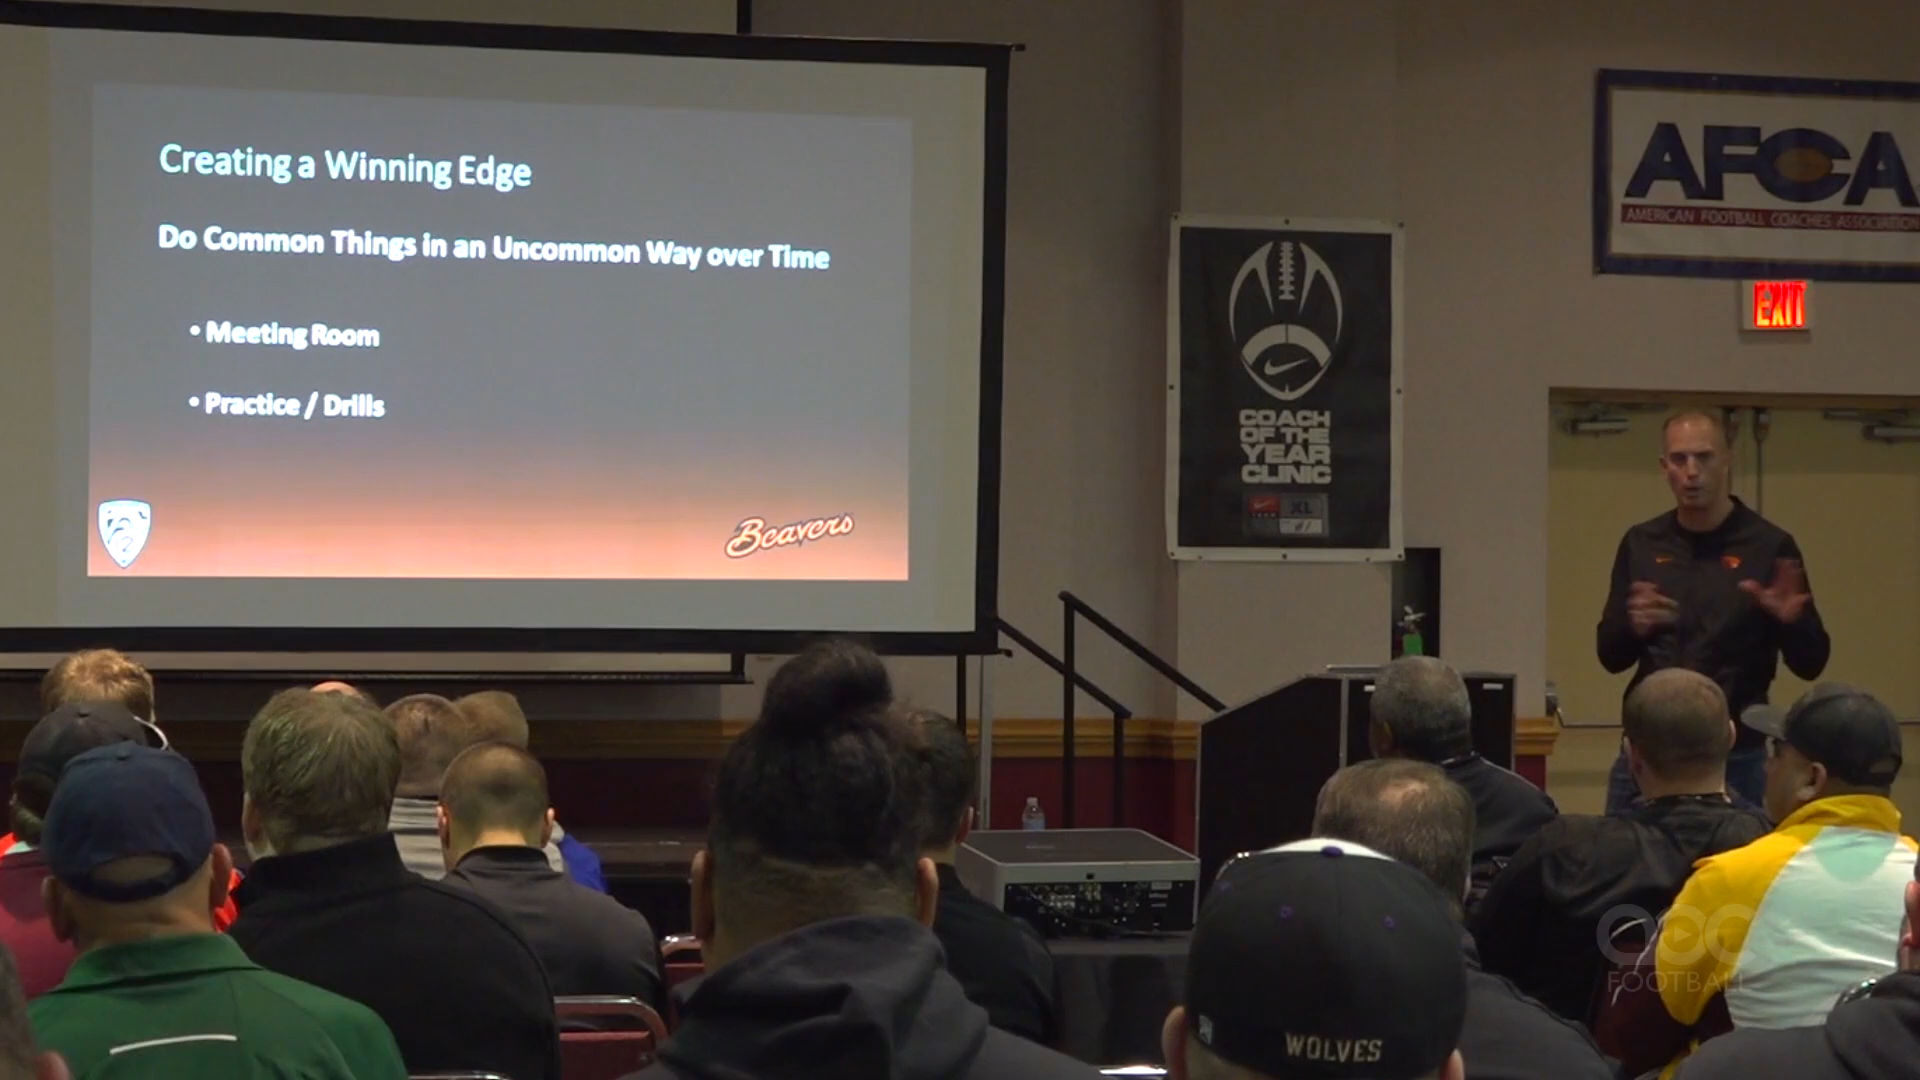 Creating a Winning Edge
Do Common Things in an Uncommon Way over Time
• Meeting Room
• Practice / Drills
Beavers
COACH
OF THE
YEAR
CLINIC
XL
AFCA
AMERICAN FOOTBALL COACHES ASSOCIATION
EXIT
WOLVES
FOOTBALL